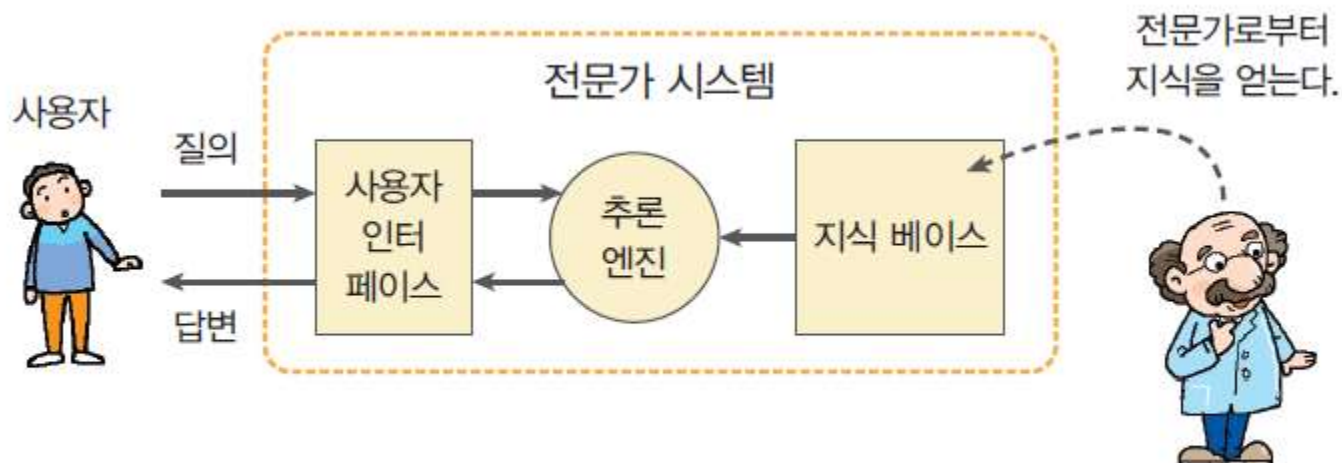 전문가로부터
지식을 얻는다.
전문가 시스템
사용자
질의
사용자
인터
페이스
추론
엔진
지식 베이스
답변